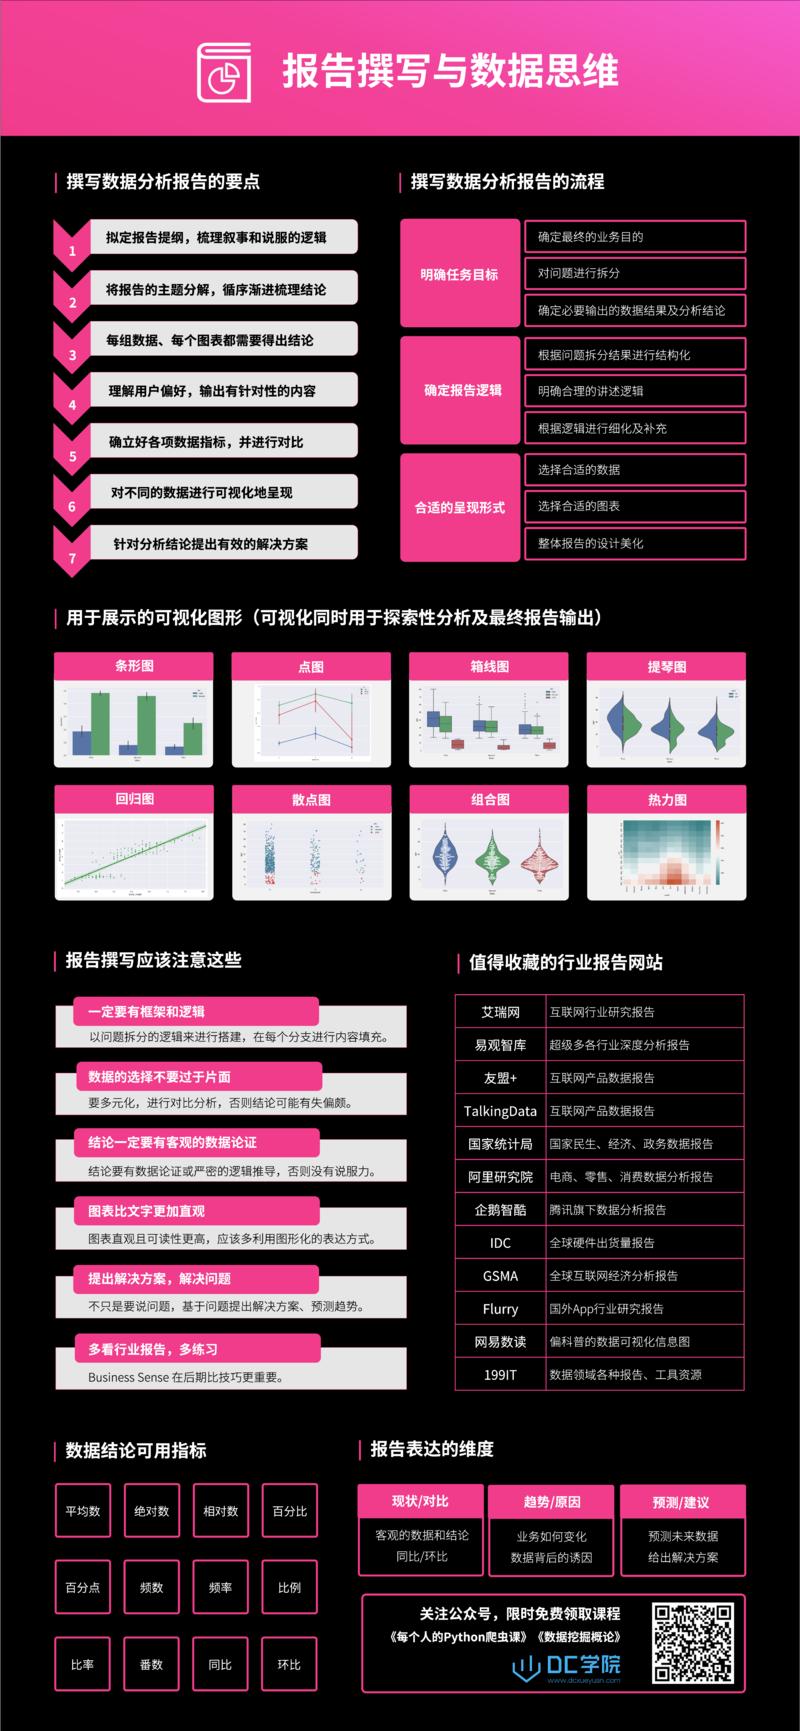 报告撰写与数据思维
撰写数据分析报告的要点
1
拟定报告提纲，梳理叙事和说服的逻辑
2
将报告的主题分解，循序渐进梳理结论
3
每组数据、每个图表都需要得出结论
4
理解用户偏好，输出有针对性的内容
5
确立好各项数据指标，并进行对比
6
对不同的数据进行可视化地呈现
7
针对分析结论提出有效的解决方案
撰写数据分析报告的流程
明确任务目标
确定最终的业务目的
对问题进行拆分
确定必要输出的数据结果及分析结论
确定报告逻辑
根据问题拆分结果进行结构化
明确合理的讲述逻辑
根据逻辑进行细化及补充
合适的呈现形式
选择合适的数据
选择合适的图表
整体报告的设计美化
用于展示的可视化图形（可视化同时用于探索性分析及最终报告输出）
条形图
点图
箱线图
提琴图
回归图
散点图
组合图
热力图
报告撰写应该注意这些
一定要有框架和逻辑
以问题拆分的逻辑来进行搭建，在每个分支进行内容填充。
数据的选择不要过于片面
要多元化，进行对比分析，否则结论可能有失偏颇。
结论一定要有客观的数据论证
结论要有数据论证或严密的逻辑推导，否则没有说服力。
图表比文字更加直观
图表直观且可读性更高，应该多利用图形化的表达方式。
提出解决方案，解决问题
不只是要说问题，基于问题提出解决方案、预测趋势。
多看行业报告，多练习
Business Sense 在后期比技巧更重要。
值得收藏的行业报告网站
艾瑞网 互联网行业研究报告
易观智库 超级多各行业深度分析报告
友盟+ 互联网产品数据报告
TalkingData 互联网产品数据报告
国家统计局 国家民生、经济、政务数据报告
阿里研究院 电商、零售、消费数据分析报告
企鹅智酷 腾讯旗下数据分析报告
IDC 全球硬件出货量报告
GSMA 全球互联网经济分析报告
Flurry 国外App行业研究报告
网易数读 偏科普的数据可视化信息图
199IT 数据领域各种报告、工具资源
数据结论可用指标
平均数 绝对数 相对数 百分比
百分点 频数 频率 比例
比率 番数 同比 环比
报告表达的维度
现状/对比
客观的数据和结论
同比/环比
趋势/原因
业务如何变化
数据背后的诱因
预测/建议
预测未来数据
给出解决方案
关注公众号，限时免费领取课程
《每个人的Python爬虫课》《数据挖掘概论》
DC学院
www.dcxueyuan.com